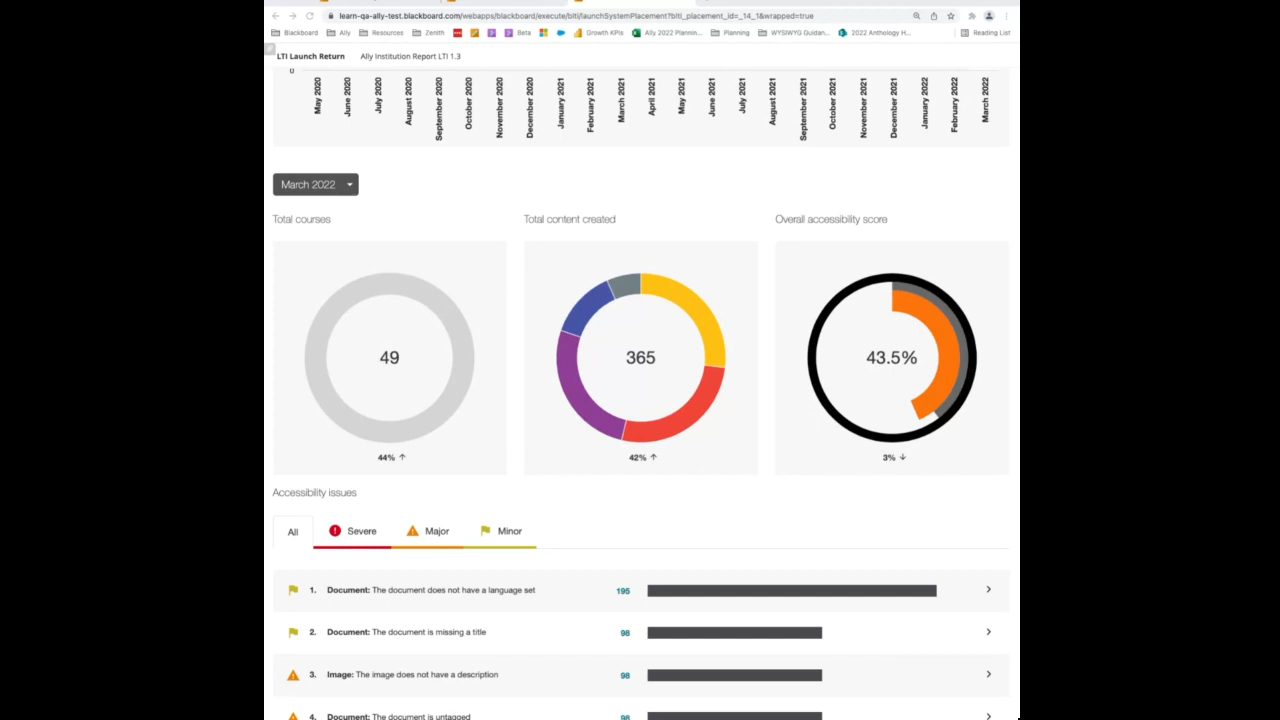 learn-qa-ally-test.blackboard.com/webapps/blackboard/execute/blti/launchSystemPlacement?blti_placement_id=_14_1&wrapped=true
Blackboard Ally Resources Zenith Beta Growth KPIs Ally 2022 Plannin... Planning WYSIWYG Guidan... 2022 Anthology H... Reading List
LTI Launch Return Ally Institution Report LTI 1.3
0
May 2020 June 2020 July 2020 August 2020 September 2020 October 2020 November 2020 December 2020 January 2021 February 2021 March 2021 April 2021 May 2021 June 2021 July 2021 August 2021 September 2021 October 2021 November 2021 December 2021 January 2022 February 2022 March 2022
March 2022
Total courses Total content created Overall accessibility score
49 365 43.5%
44% ↑ 42% ↑ 3% ↓
Accessibility issues
All Severe Major Minor
1. Document: The document does not have a language set 195
2. Document: The document is missing a title 98
3. Image: The image does not have a description 98
4. Document: The document is untagged 98